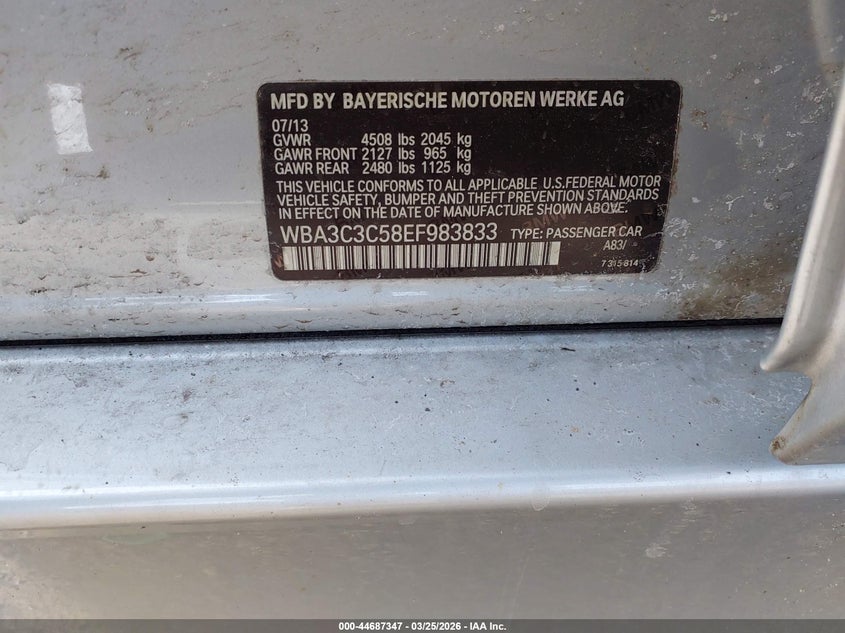 MFD BY BAYERISCHE MOTOREN WERKE AG
07/13
GVWR 4508 lbs 2045 kg
GAWR FRONT 2127 lbs 965 kg
GAWR REAR 2480 lbs 1125 kg
THIS VEHICLE CONFORMS TO ALL APPLICABLE U.S.FEDERAL MOTOR
VEHICLE SAFETY, BUMPER AND THEFT PREVENTION STANDARDS
IN EFFECT ON THE DATE OF MANUFACTURE SHOWN ABOVE.
WBA3C3C58EF983833 TYPE: PASSENGER CAR
A83/
7 315 814
000-44687347 | 03/25/2026 - IAA Inc.